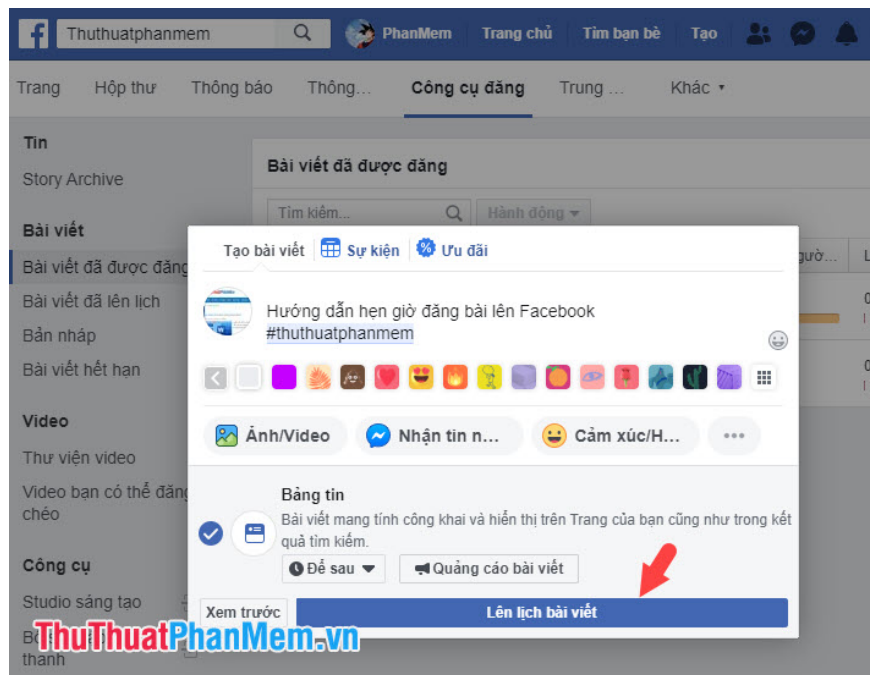 Thuthuatphanmem
PhanMem Trang chủ Tìm bạn bè Tạo
Trang Hộp thư Thông báo Thông... Công cụ đăng Trung ... Khác
Tin
Story Archive
Bài viết đã được đăng
Tìm kiếm... Hành động
Bài viết
Bài viết đã được đăng
Bài viết đã lên lịch
Bản nháp
Bài viết hết hạn
Video
Thư viện video
Video bạn có thể đăng
chéo
Công cụ
Studio sáng tạo
thanh
Tạo bài viết Sự kiện Ưu đãi
Hướng dẫn hẹn giờ đăng bài lên Facebook
#thuthuatphanmem
Ảnh/Video Nhận tin n... Cảm xúc/H...
Bảng tin
Bài viết mang tính công khai và hiển thị trên Trang của bạn cũng như trong kết
quả tìm kiếm.
Để sau Quảng cáo bài viết
Xem trước Lên lịch bài viết
ThuThuatPhanMem.vn